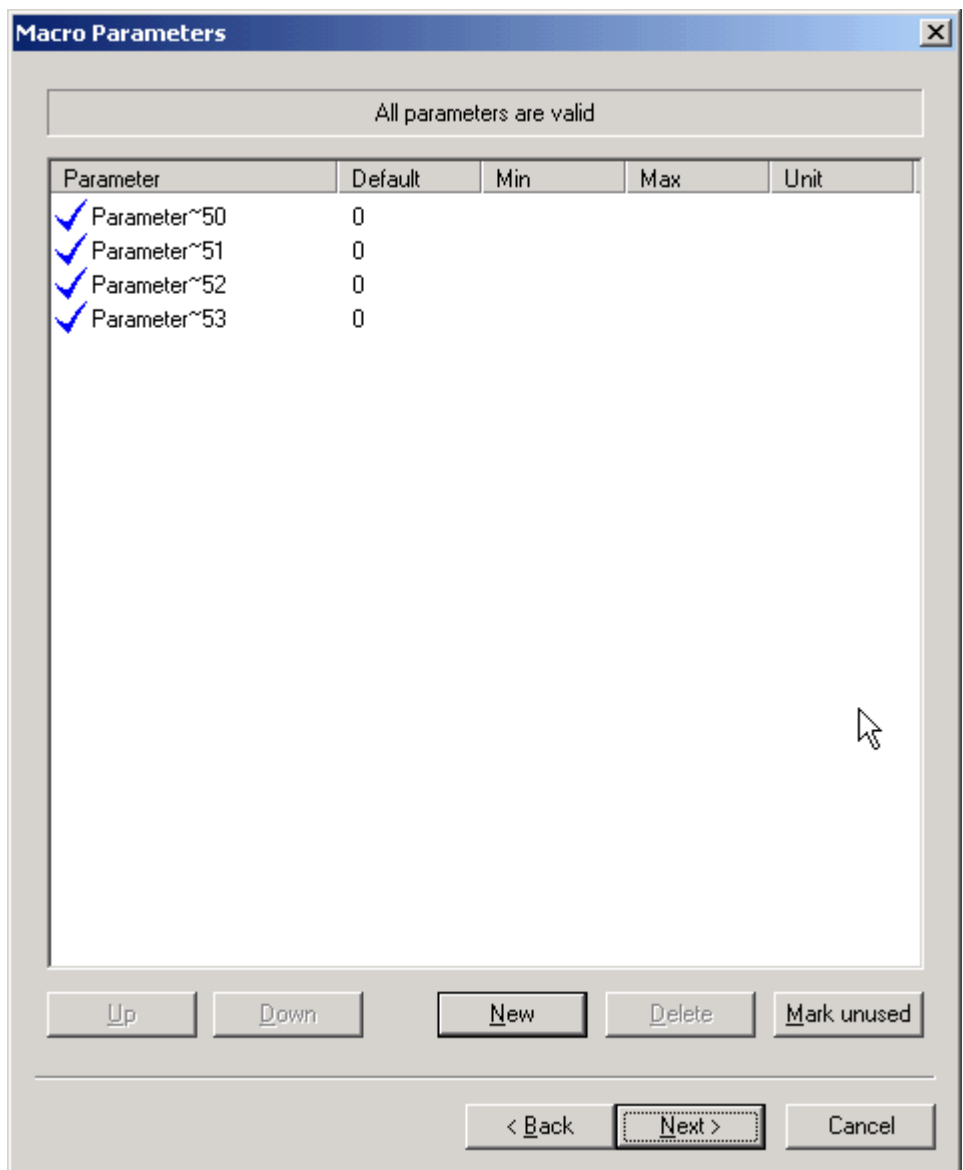 Macro Parameters
All parameters are valid
Parameter Default Min Max Unit
Parameter~50 0
Parameter~51 0
Parameter~52 0
Parameter~53 0
Up Down New Delete Mark unused
< Back Next > Cancel